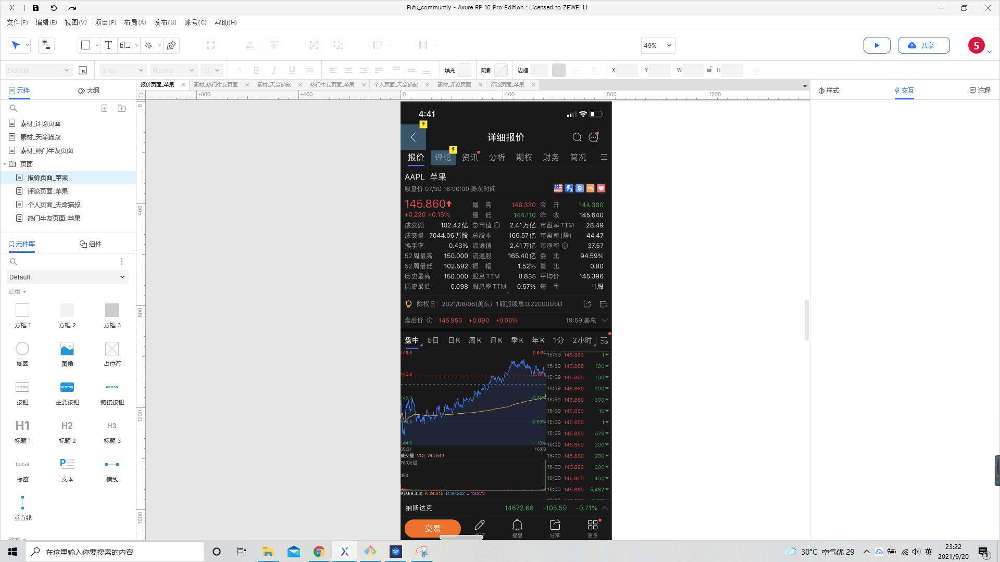 Futu_communtiy - Axure RP 10 Pro Edition : Licensed to ZEWEI LI
文件(F) 编辑(E) 视图(V) 项目(P) 布局(A) 发布(U) 账号(C) 帮助(H)
49%
共享
5
Default
Arial
Normal
13
填充 阴影 边框 1 X Y W H
报价页面_苹果 素材_热门牛友页面 素材_天命猫叔 热门牛友页面_苹果 个人页面_天命猫叔 素材_评论页面 评论页面_苹果
元件 大纲
样式 交互 注释
-800 -400 0 400 800 1200
0
400
800
1200
1600
素材_评论页面
素材_天命猫叔
素材_热门牛友页面
页面
报价页面_苹果
评论页面_苹果
个人页面_天命猫叔
热门牛友页面_苹果
元件库 组件
Default
公用
方框 1 方框 2 方框 3
椭圆 图像 占位符
BUTTON BUTTON BUTTON
按钮 主要按钮 链接按钮
H1 H2 H3
标题 1 标题 2 标题 3
Label
标签 文本 横线
垂直线
4:41
详细报价
报价 评论 资讯 分析 期权 财务 简况
AAPL 苹果
收盘价 07/30 16:00:00 美东时间
145.860 最 高 146.330 今 开 144.380
+0.220 +0.15% 最 低 144.110 昨 收 145.640
成交额 102.42亿 总市值 2.41万亿 市盈率TTM 28.49
成交量 7044.06万股 总股本 165.57亿 市盈率(静) 44.47
换手率 0.43% 流通值 2.41万亿 市净率 37.57
52周最高 150.000 流通股 165.40亿 委 比 94.59%
52周最低 102.592 振 幅 1.52% 量 比 0.80
历史最高 150.000 股息TTM 0.835 平均价 145.396
历史最低 0.098 股息率TTM 0.57% 每 手 1股
除权日: 2021/08/06(美东) 1股派股息0.22000USD
盘后价 145.950 +0.090 +0.06% 19:59 美东
盘中 5日 日K 周K 月K 季K 年K 1分 2小时
146.6 0.64%
145.9
145.3
144.6 -0.69%
144.0 -1.13%
09:31 16:00
成交量 VOL:744.540
760万股
380
KDJ(9,3,3) K:24.612 D:30.282 J:13.273
15:59 145.860 1
15:59 145.860 100
15:59 145.860 100
15:59 145.860 200
15:59 145.860 600
15:59 145.850 15
15:59 145.850 1
15:59 145.850 476
16:00 145.860 200
16:00 145.860 200
16:00 145.860 600
16:00 145.860 400
16:00 145.860 5,482
纳斯达克 14672.68 -105.59 -0.71%
交易 提醒 分享 更多
在这里输入你要搜索的内容
30°C 空气优 29
英
23:22
2021/9/20
1